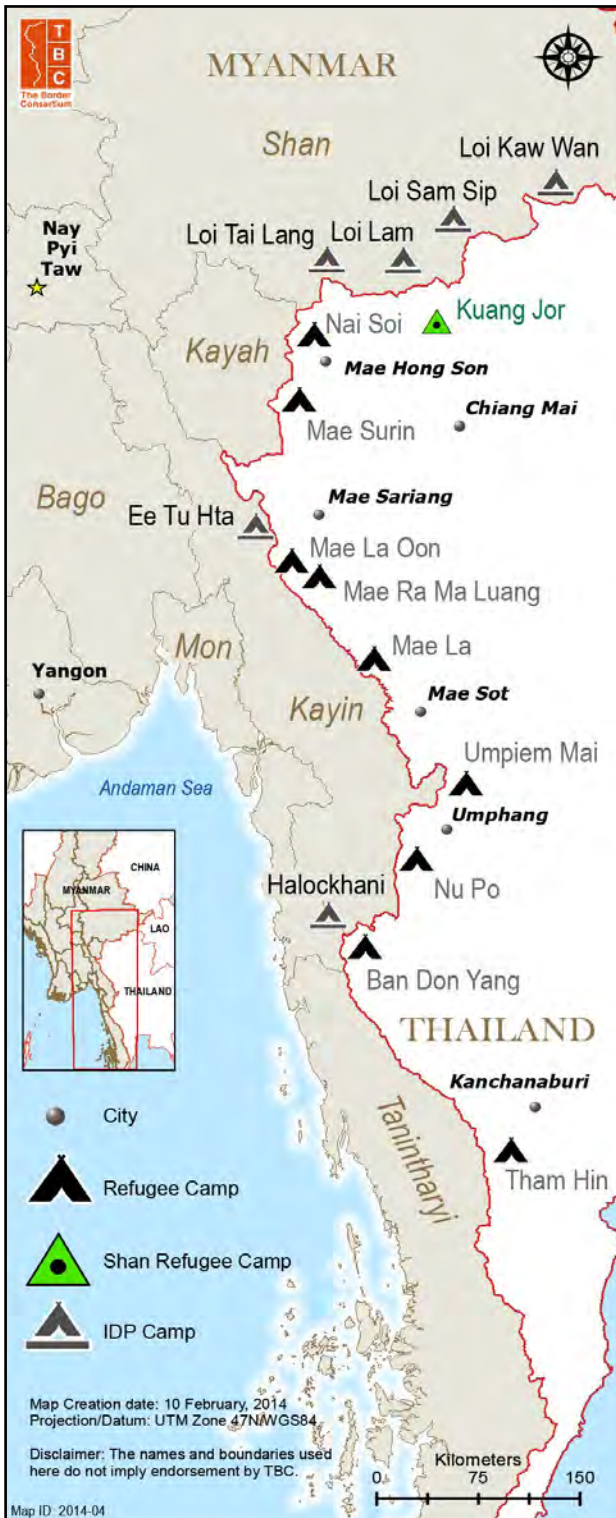 T
B
C
The Border
Consortium
MYANMAR
Shan
Loi Kaw Wan
Loi Sam Sip
Loi Tai Lang
Loi Lam
Nay
Pyi
Taw
Nai Soi
Kuang Jor
Kayah
Mae Hong Son
Chiang Mai
Mae Surin
Bago
Mae Sariang
Ee Tu Hta
Mae La Oon
Mae Ra Ma Luang
Mon
Mae La
Yangon
Kayin
Mae Sot
Umpiem Mai
Andaman Sea
Umphang
CHINA
MYANMAR
Halockhani
Nu Po
LAO
Ban Don Yang
THAILAND
THAILAND
Kanchanaburi
City
Tanintharyi
Tham Hin
Refugee Camp
Shan Refugee Camp
IDP Camp
Map Creation date: 10 February, 2014
Projection/Datum: UTM Zone 47N/WGS84
Disclaimer: The names and boundaries used
here do not imply endorsement by TBC.
Kilometers
0 75 150
Map ID: 2014-04